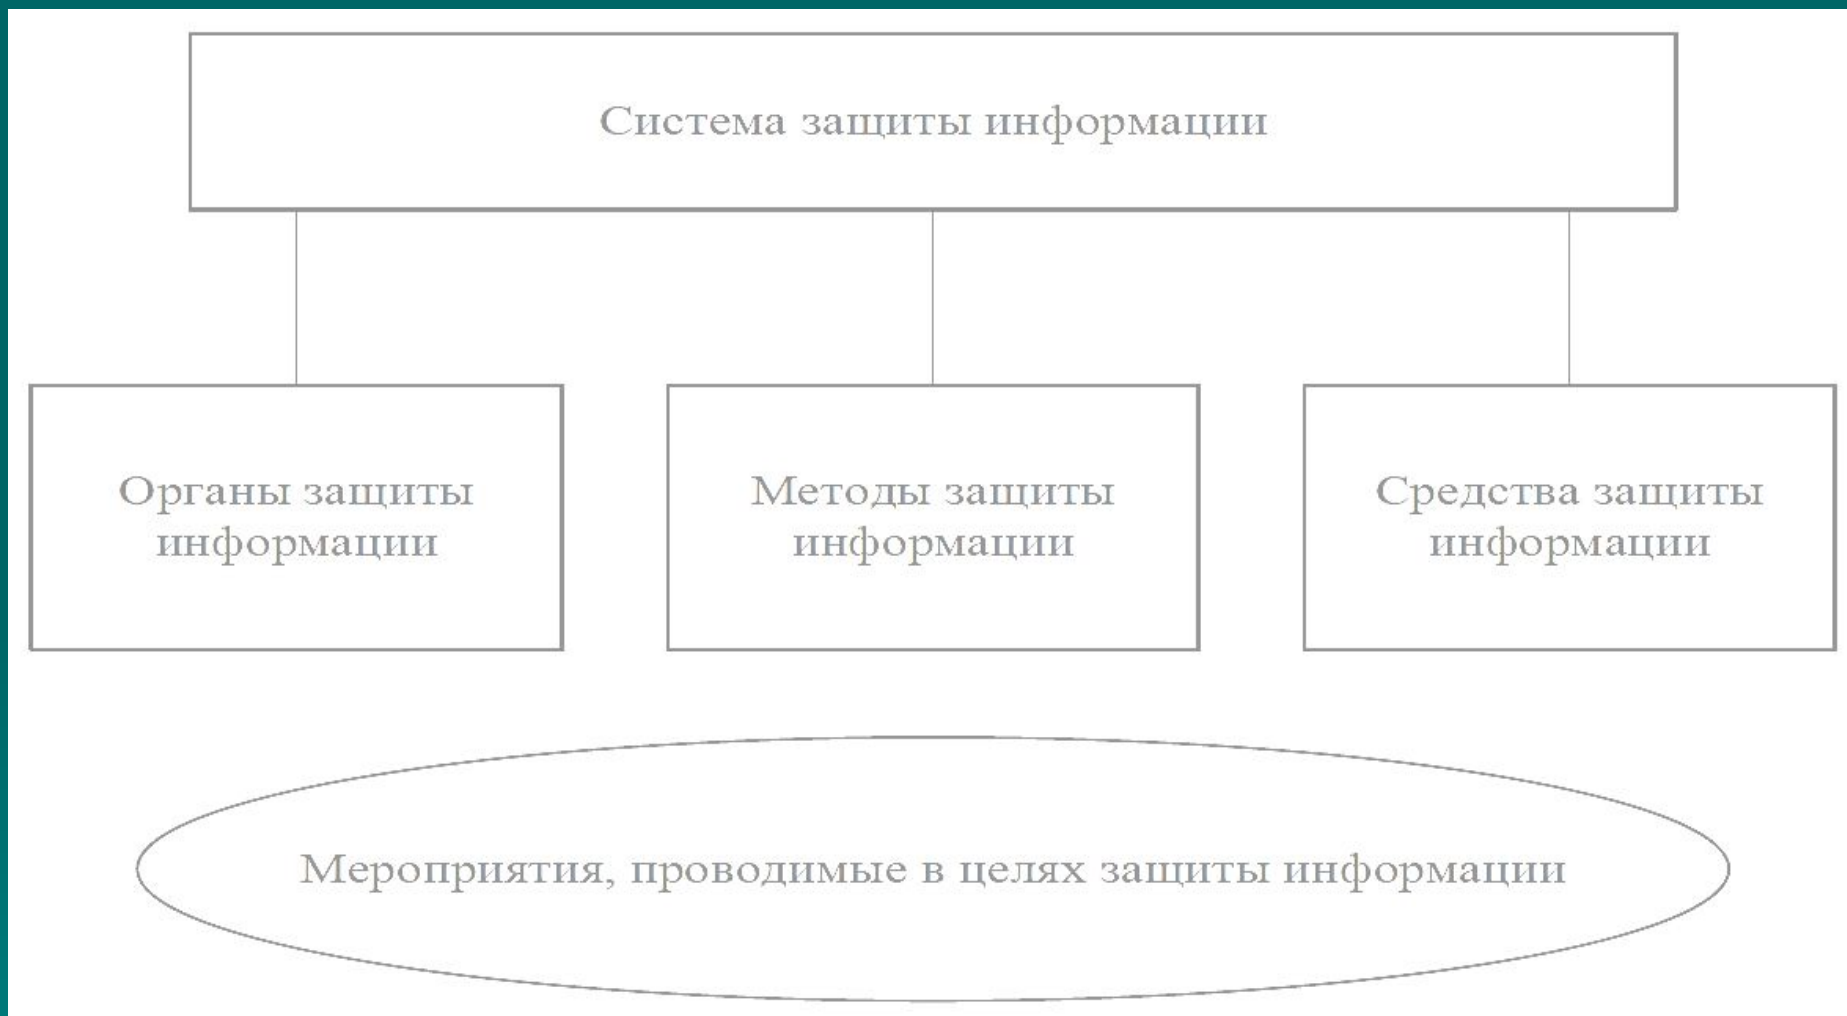 Система защиты информации
Органы защиты
информации
Методы защиты
информации
Средства защиты
информации
Мероприятия, проводимые в целях защиты информации